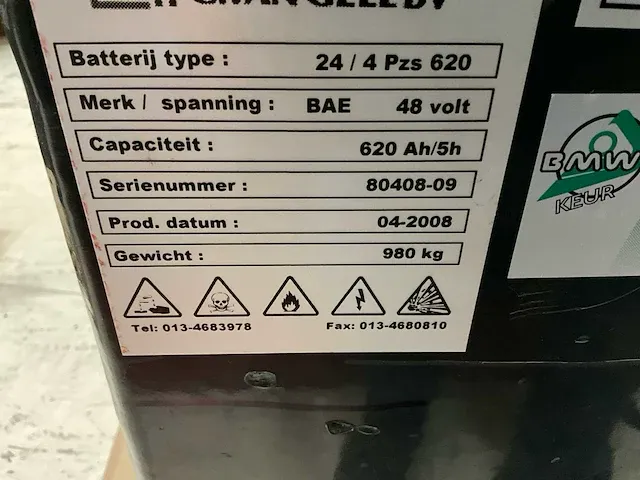 Batterij type : 24 / 4 Pzs 620
Merk / spanning : BAE 48 volt
Capaciteit : 620 Ah/5h
Serienummer : 80408-09
Prod. datum : 04-2008
Gewicht : 980 kg
Tel: 013-4683978 Fax: 013-4680810
BMW
KEUR